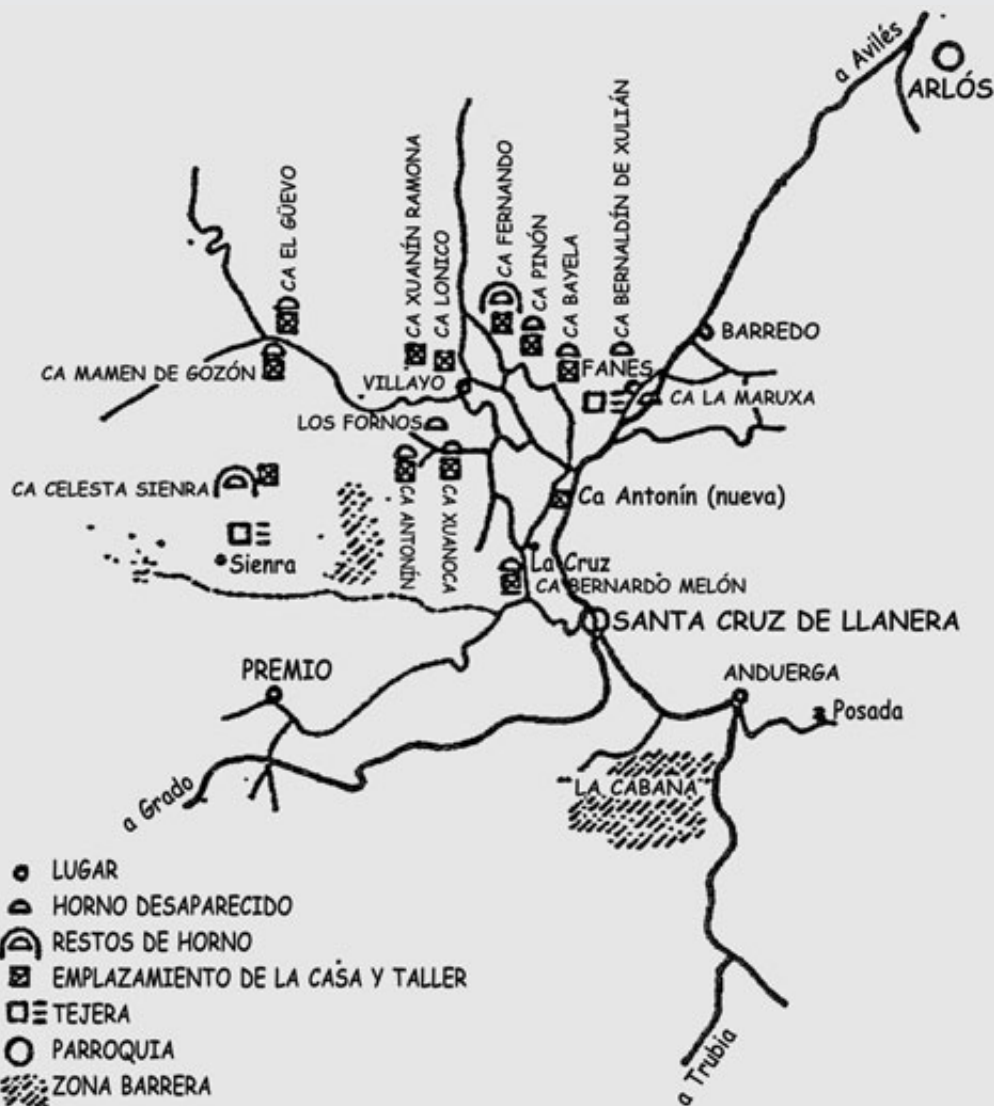 a Avilés
ARLÓS
CA EL GÜEVO
CA XUANÍN RAMONA
CA LONICO
CA FERNANDO
CA PINÓN
CA BAYELA
CA BERNALDÍN DE XULIÁN
BARREDO
CA MAMEN DE GOZÓN
VILLAYO
FANES
CA LA MARUXA
LOS FORNOS
CA CELESTA SIENRA
CA ANTONÍN
CA XUANOCA
Ca Antonín (nueva)
Sienra
La Cruz
CA BERNARDO MELÓN
SANTA CRUZ DE LLANERA
PREMIO
ANDUERGA
Posada
LA CABAÑA
a Grado
a Trubia
LUGAR
HORNO DESAPARECIDO
RESTOS DE HORNO
EMPLAZAMIENTO DE LA CASA Y TALLER
TEJERA
PARROQUIA
ZONA BARRERA